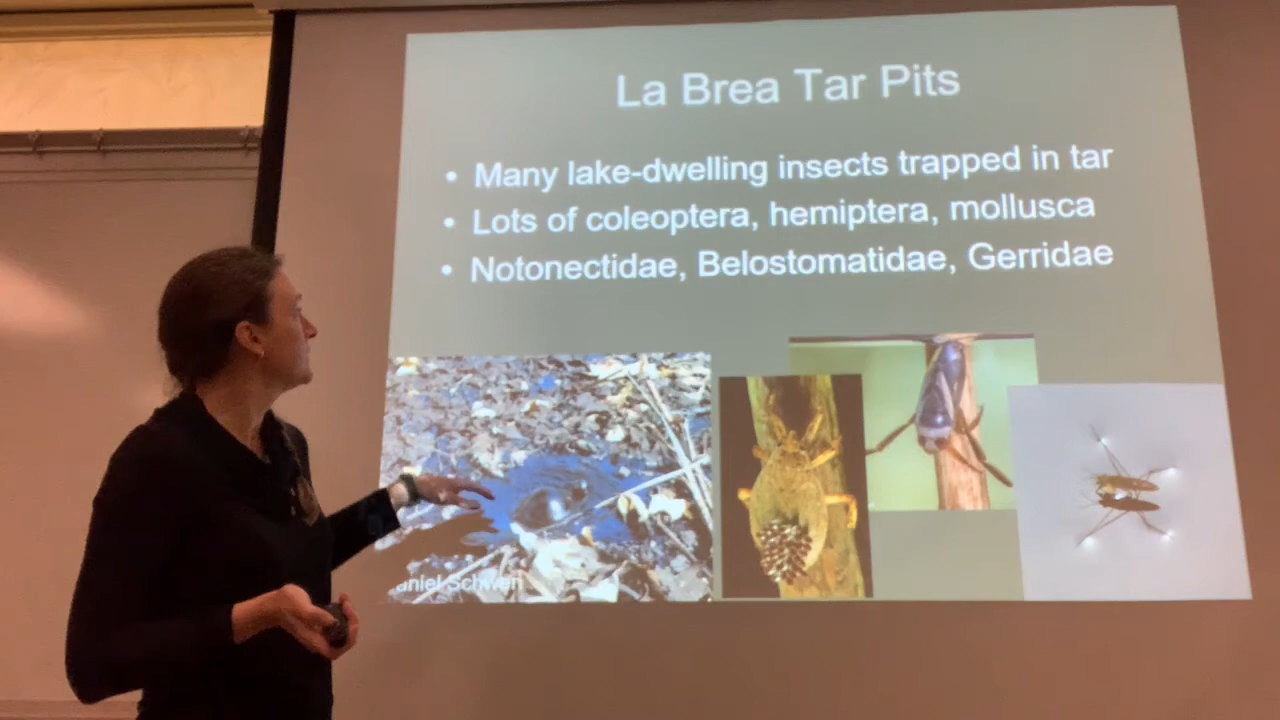 La Brea Tar Pits
• Many lake-dwelling insects trapped in tar
• Lots of coleoptera, hemiptera, mollusca
• Notonectidae, Belostomatidae, Gerridae
aniel Schwen